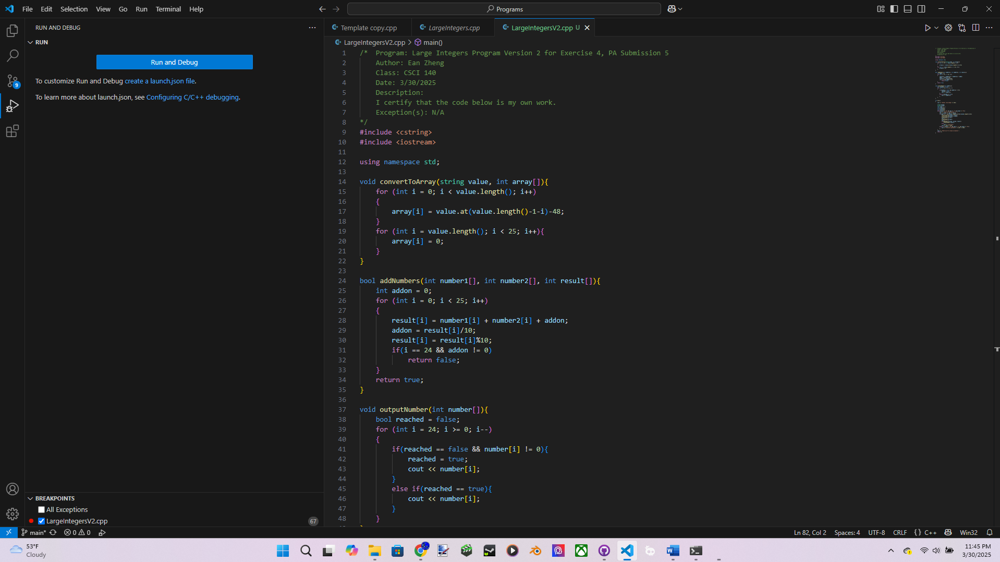 File Edit Selection View Go Run Terminal Help
Programs
RUN AND DEBUG
RUN
Run and Debug
To customize Run and Debug create a launch.json file.
To learn more about launch.json, see Configuring C/C++ debugging.
9
BREAKPOINTS
All Exceptions
LargeIntegersV2.cpp 67
Template copy.cpp LargeIntegers.cpp LargeIntegersV2.cpp U
LargeIntegersV2.cpp > main()
1 /* Program: Large Integers Program Version 2 for Exercise 4, PA Submission 5
2 Author: Ean Zheng
3 Class: CSCI 140
4 Date: 3/30/2025
5 Description:
6 I certify that the code below is my own work.
7 Exception(s): N/A
8 */
9 #include <cstring>
10 #include <iostream>
11
12 using namespace std;
13
14 void convertToArray(string value, int array[]){
15 for (int i = 0; i < value.length(); i++)
16 {
17 array[i] = value.at(value.length()-1-i)-48;
18 }
19 for (int i = value.length(); i < 25; i++){
20 array[i] = 0;
21 }
22 }
23
24 bool addNumbers(int number1[], int number2[], int result[]){
25 int addon = 0;
26 for (int i = 0; i < 25; i++)
27 {
28 result[i] = number1[i] + number2[i] + addon;
29 addon = result[i]/10;
30 result[i] = result[i]%10;
31 if(i == 24 && addon != 0)
32 return false;
33 }
34 return true;
35 }
36
37 void outputNumber(int number[]){
38 bool reached = false;
39 for (int i = 24; i >= 0; i--)
40 {
41 if(reached == false && number[i] != 0){
42 reached = true;
43 cout << number[i];
44 }
45 else if(reached == true){
46 cout << number[i];
47 }
48 }
main* 0 0 Ln 82, Col 2 Spaces: 4 UTF-8 CRLF {} C++ Win32
53°F
Cloudy
11:45 PM
3/30/2025